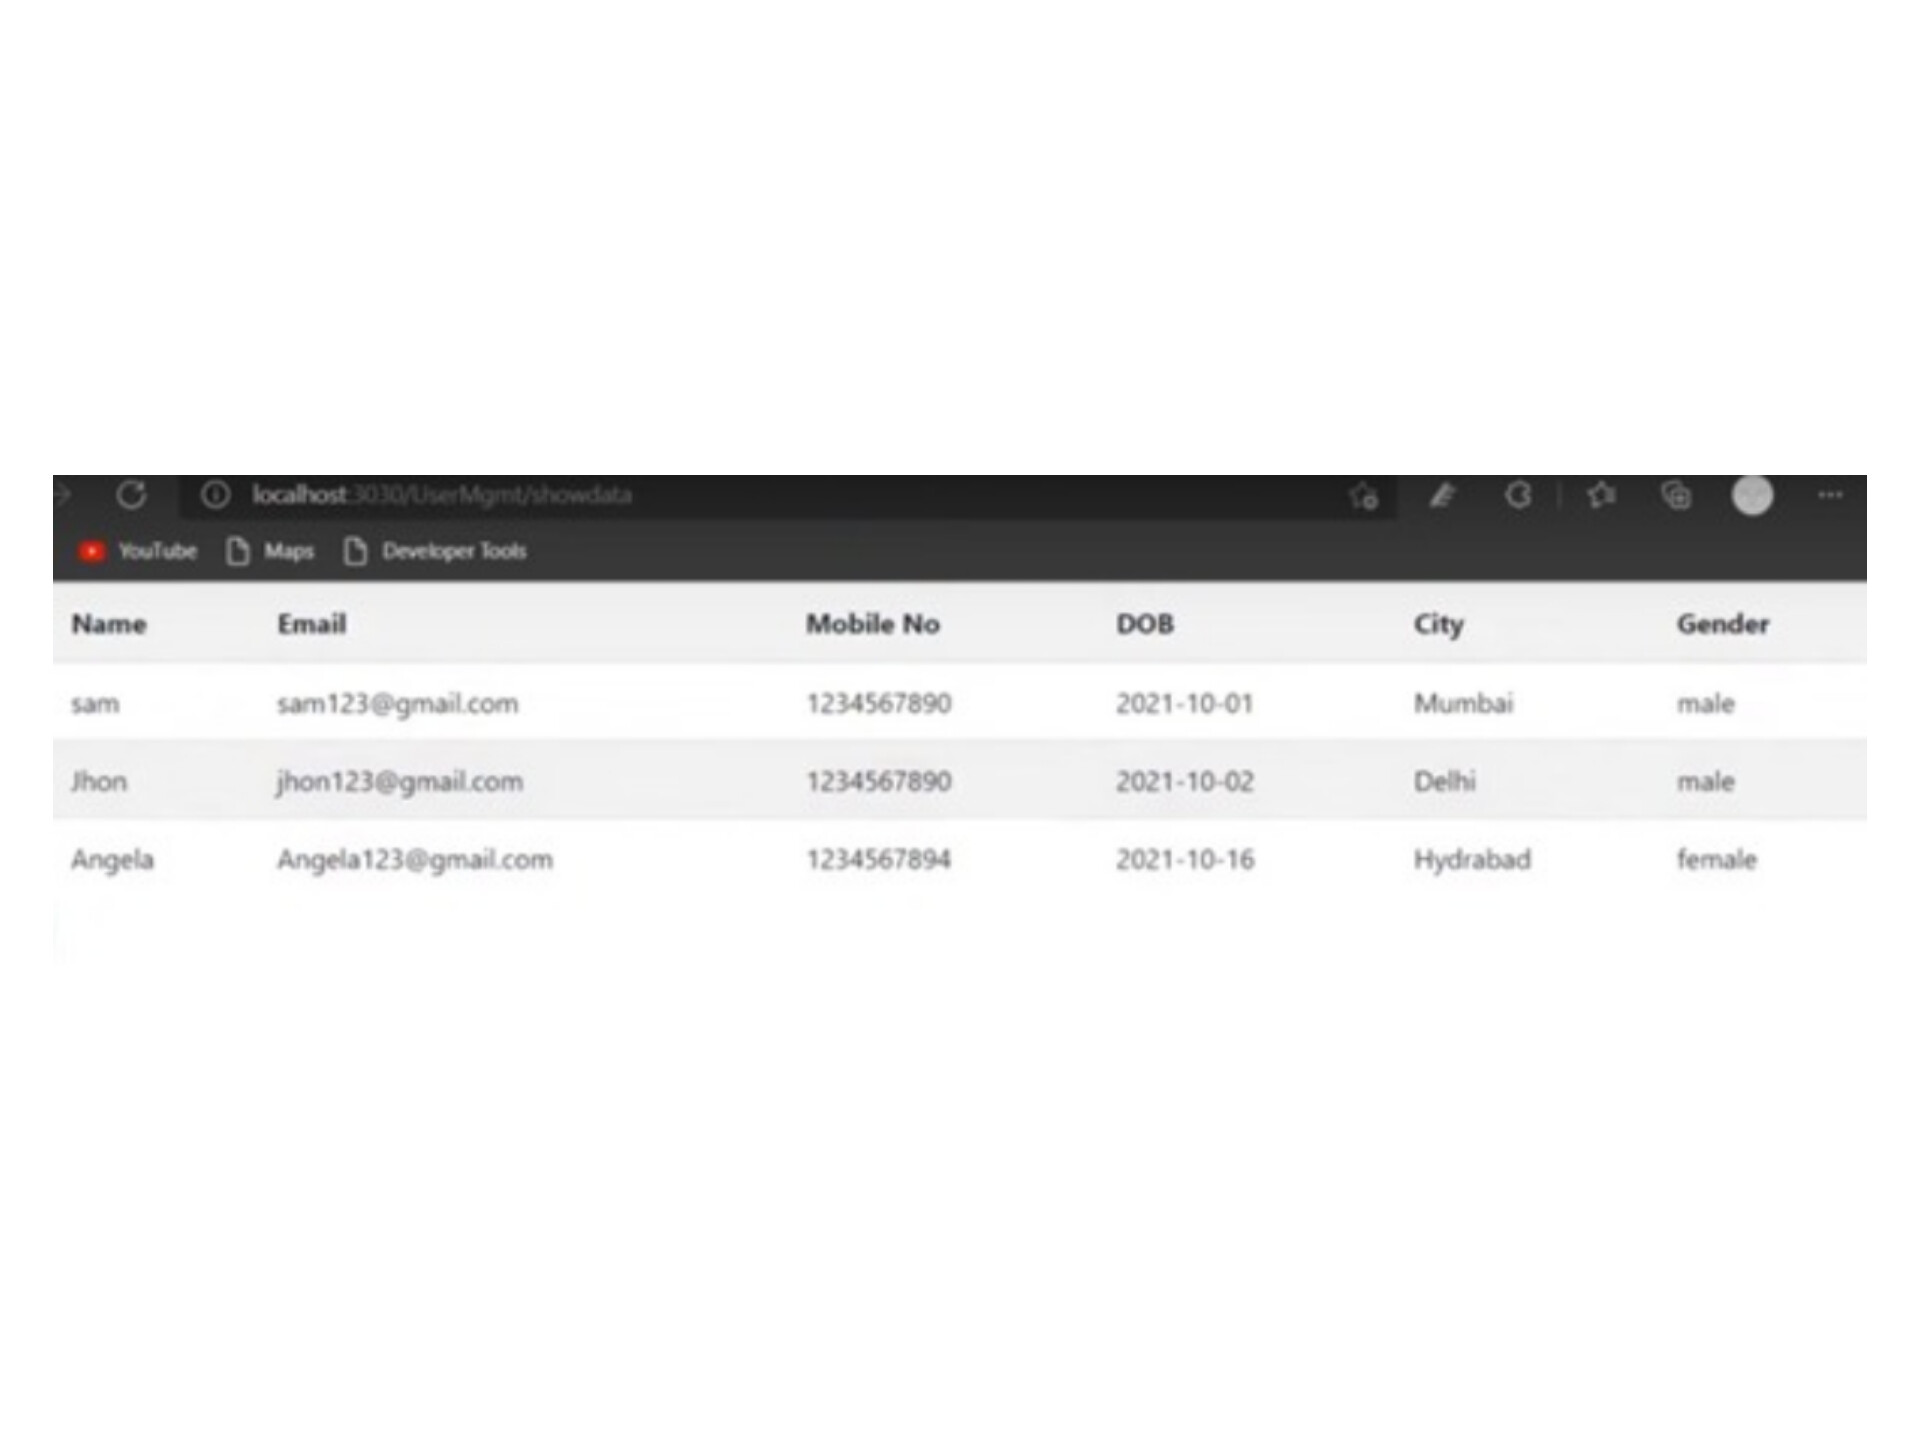 localhost:3030/UserMgmt/showdata
YouTube Maps Developer Tools
Name Email Mobile No DOB City Gender
sam sam123@gmail.com 1234567890 2021-10-01 Mumbai male
Jhon jhon123@gmail.com 1234567890 2021-10-02 Delhi male
Angela Angela123@gmail.com 1234567894 2021-10-16 Hydrabad female